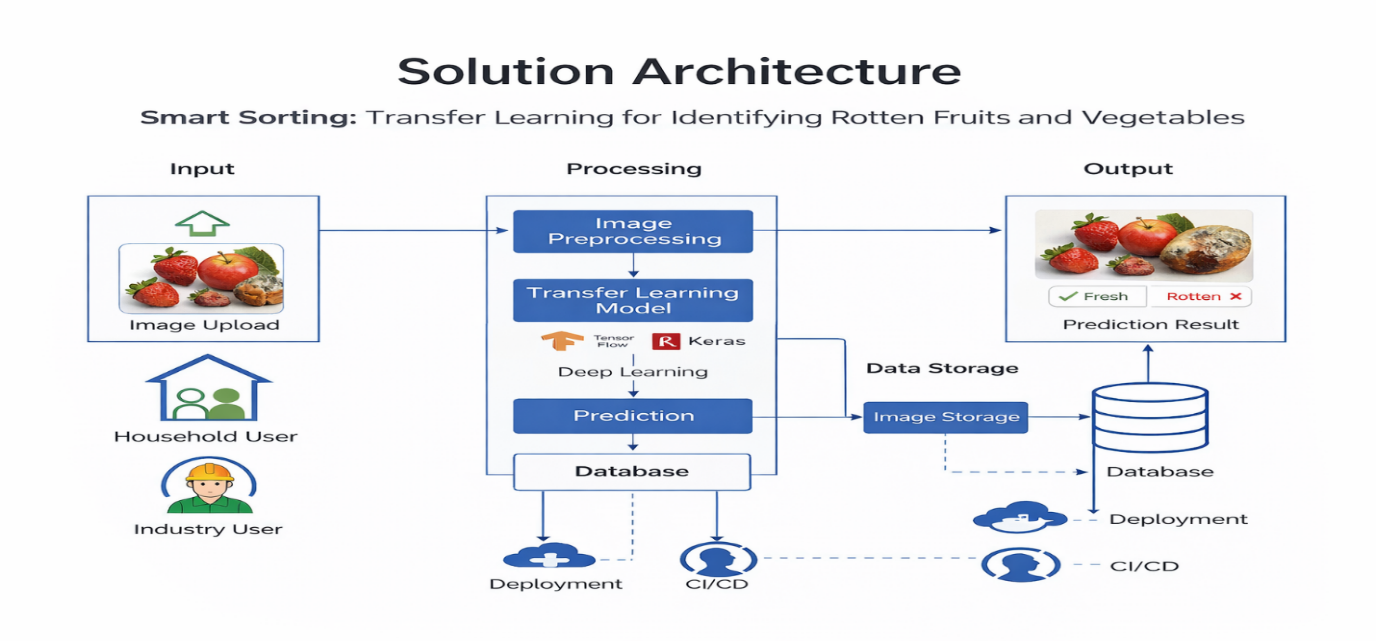 Solution Architecture
Smart Sorting: Transfer Learning for Identifying Rotten Fruits and Vegetables
Input
Processing
Output
Image Upload
Household User
Industry User
Image
Preprocessing
Transfer Learning
Model
Tensor
Flow
R
Keras
Deep Learning
Prediction
Database
Deployment
CI/CD
Data Storage
Image Storage
Fresh
Rotten
Prediction Result
Database
Deployment
CI/CD